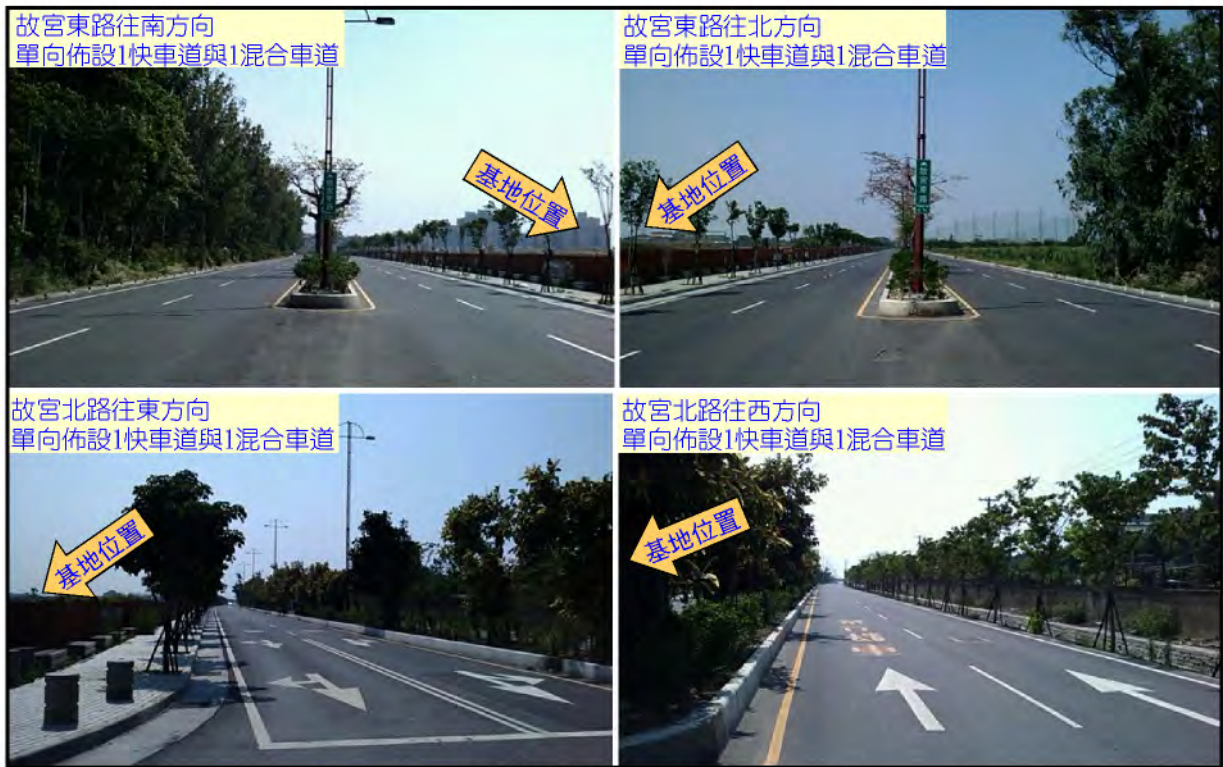 故宮東路往南方向
單向佈設1快車道與1混合車道
基地位置
故宮東路往北方向
單向佈設1快車道與1混合車道
基地位置
故宮北路往東方向
單向佈設1快車道與1混合車道
基地位置
故宮北路往西方向
單向佈設1快車道與1混合車道
基地位置